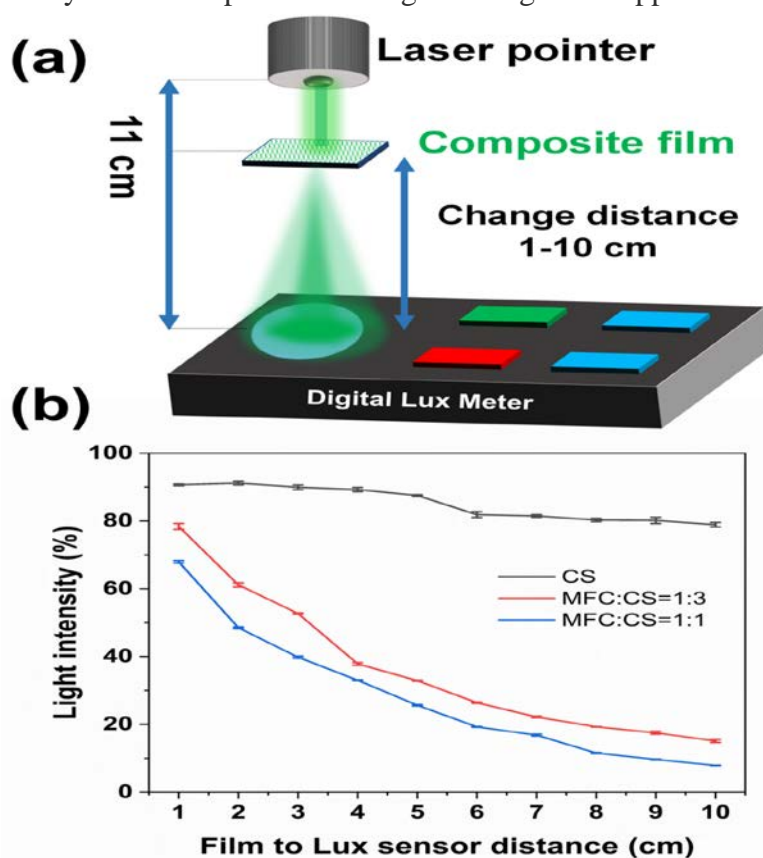 (a)
Laser pointer
11 cm
Composite film
Change distance
1-10 cm
Digital Lux Meter
(b)
100
80
60
40
20
0
Light intensity (%)
CS
MFC:CS=1:3
MFC:CS=1:1
1 2 3 4 5 6 7 8 9 10
Film to Lux sensor distance (cm)